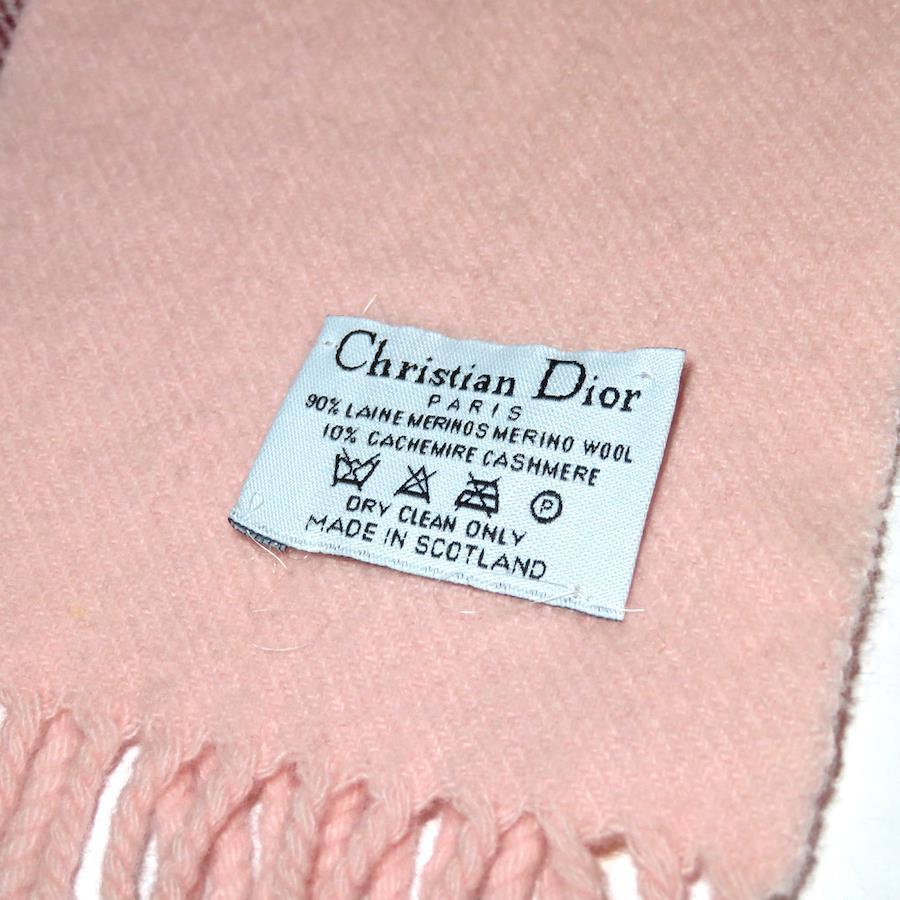 Christian Dior
PARIS
90% LAINE MERINOS MERINO WOOL
10% CACHEMIRE CASHMERE
P
DRY CLEAN ONLY
MADE IN SCOTLAND